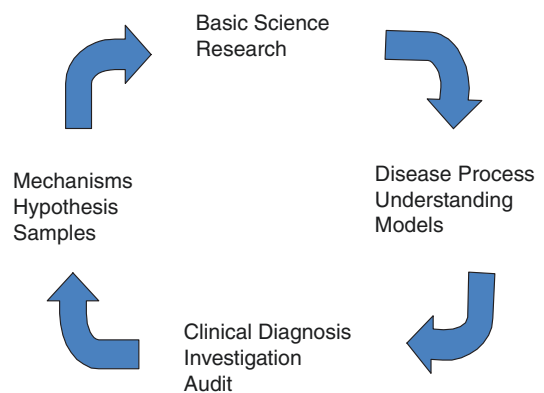 Basic Science
Research
Disease Process
Understanding
Models
Clinical Diagnosis
Investigation
Audit
Mechanisms
Hypothesis
Samples